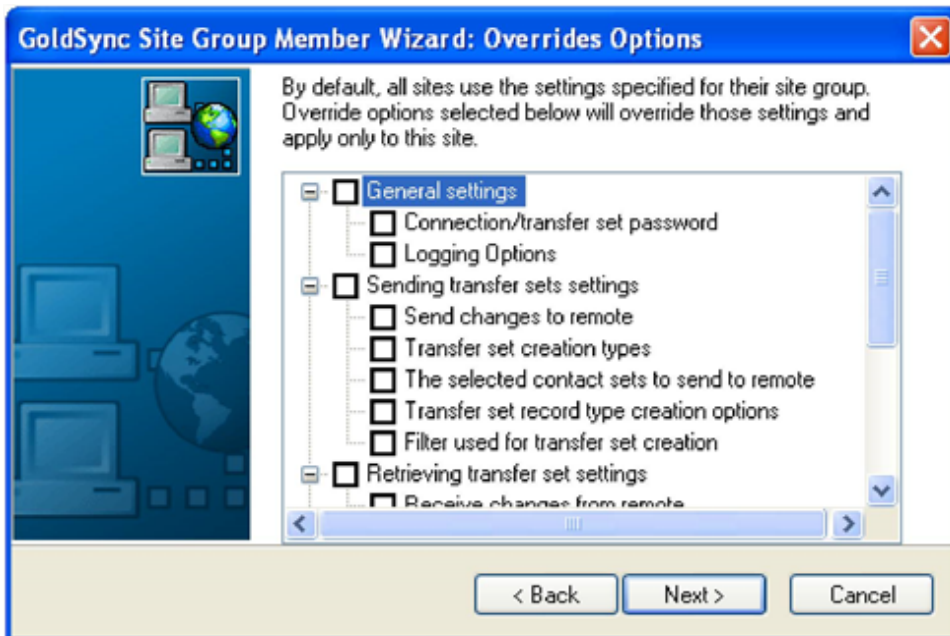 GoldSync Site Group Member Wizard: Overrides Options
By default, all sites use the settings specified for their site group.
Override options selected below will override those settings and
apply only to this site.
General settings
Connection/transfer set password
Logging Options
Sending transfer sets settings
Send changes to remote
Transfer set creation types
The selected contact sets to send to remote
Transfer set record type creation options
Filter used for transfer set creation
Retrieving transfer set settings
Receive changes from remote
< Back
Next >
Cancel